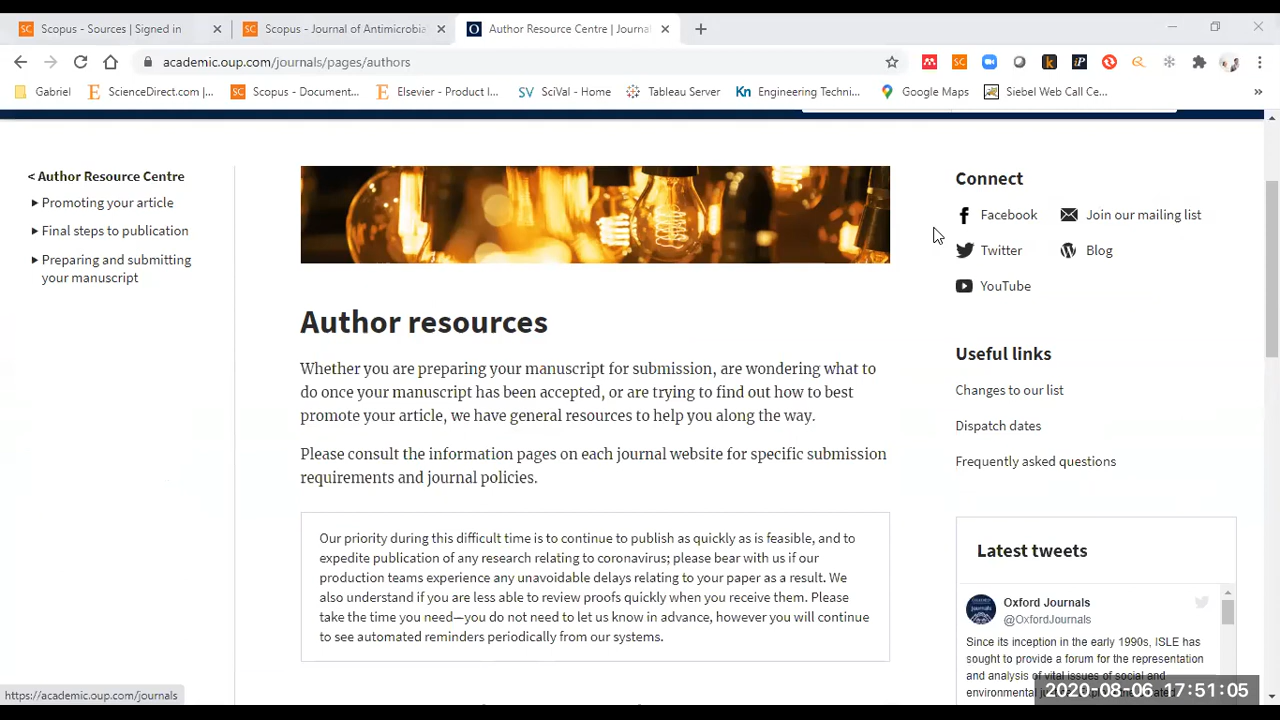 Scopus - Sources | Signed in
Scopus - Journal of Antimicrobia
Author Resource Centre | Journal
academic.oup.com/journals/pages/authors
Gabriel
ScienceDirect.com |...
Scopus - Document...
Elsevier - Product I...
SciVal - Home
Tableau Server
Engineering Techni...
Google Maps
Siebel Web Call Ce...
< Author Resource Centre
Promoting your article
Final steps to publication
Preparing and submitting
your manuscript
Author resources
Whether you are preparing your manuscript for submission, are wondering what to
do once your manuscript has been accepted, or are trying to find out how to best
promote your article, we have general resources to help you along the way.
Please consult the information pages on each journal website for specific submission
requirements and journal policies.
Our priority during this difficult time is to continue to publish as quickly as is feasible, and to
expedite publication of any research relating to coronavirus; please bear with us if our
production teams experience any unavoidable delays relating to your paper as a result. We
also understand if you are less able to review proofs quickly when you receive them. Please
take the time you need—you do not need to let us know in advance, however you will continue
to see automated reminders periodically from our systems.
Connect
Facebook
Join our mailing list
Twitter
Blog
YouTube
Useful links
Changes to our list
Dispatch dates
Frequently asked questions
Latest tweets
Oxford Journals
@OxfordJournals
Since its inception in the early 1990s, ISLE has
sought to provide a forum for the representation
and analysis of vital issues of social and
environmental
https://academic.oup.com/journals
2020-08-06 17:51:05